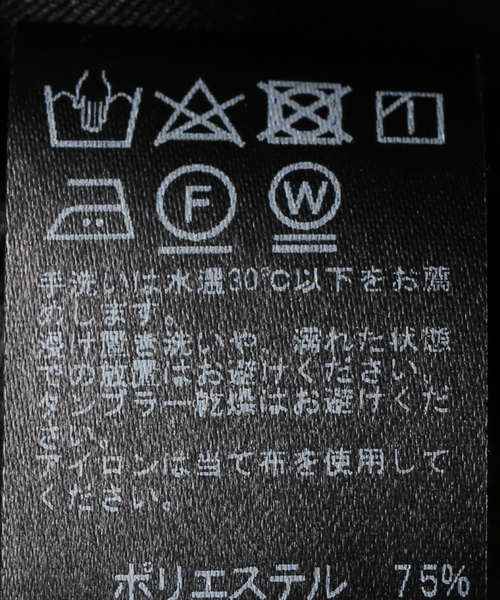 F W
手洗いは水温30℃以下をお薦
めします。
浸け置き洗いや、濡れた状態
での放置はお避けください。
タンブラー乾燥はお避けくだ
さい。
アイロンは当て布を使用して
ください。
ポリエステル 75%